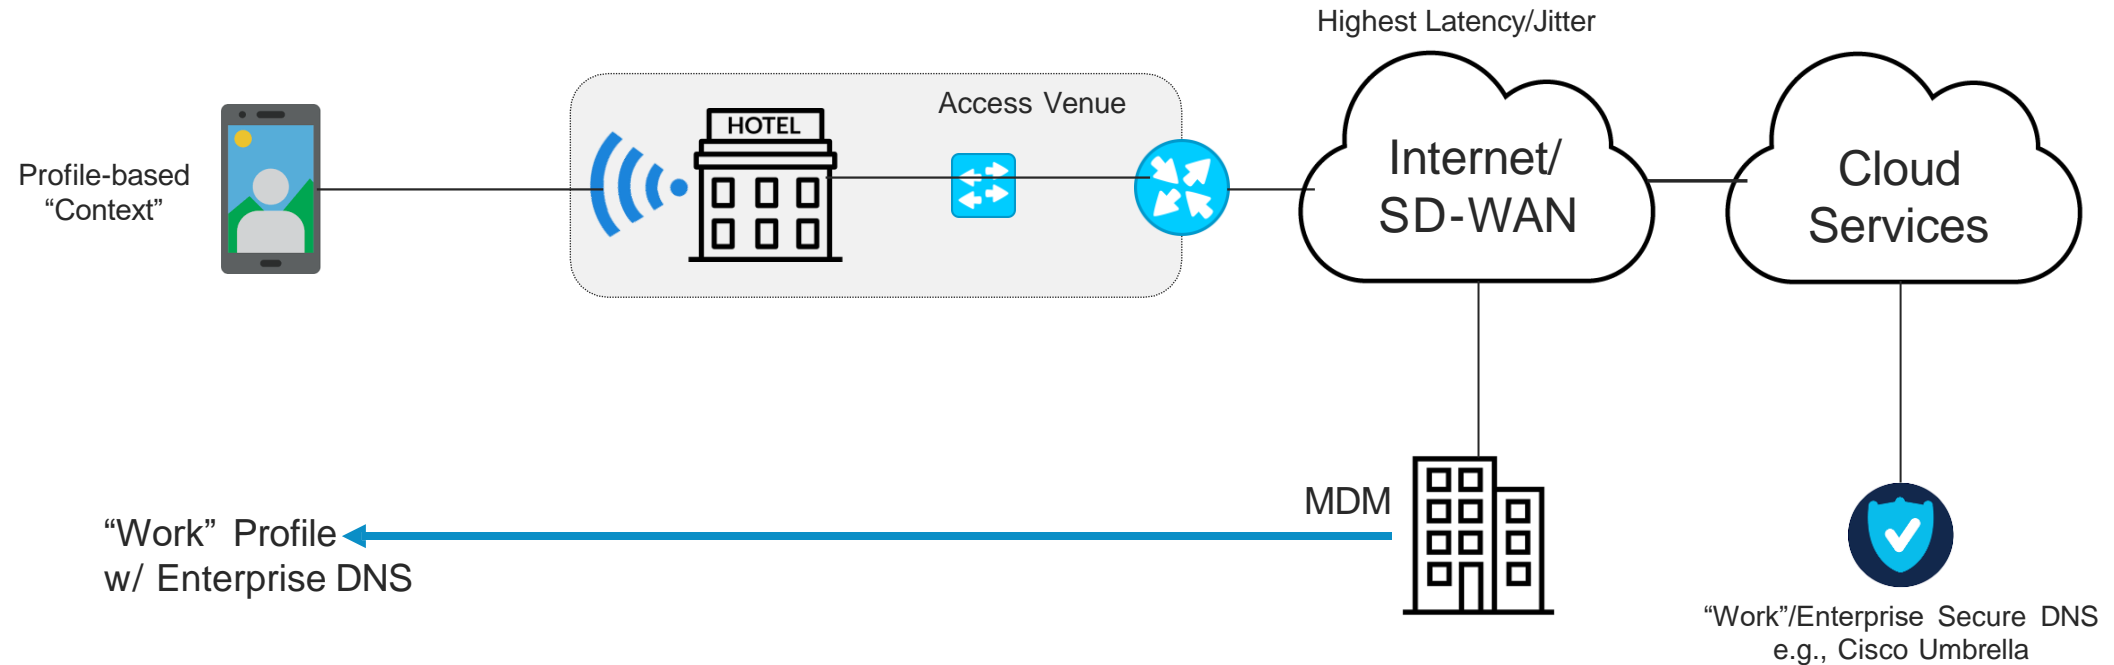 Highest Latency/Jitter
Access Venue
HOTEL
Profile-based
“Context”
Internet/
SD-WAN
Cloud
Services
MDM
“Work” Profile
w/ Enterprise DNS
“Work”/Enterprise Secure DNS
e.g., Cisco Umbrella